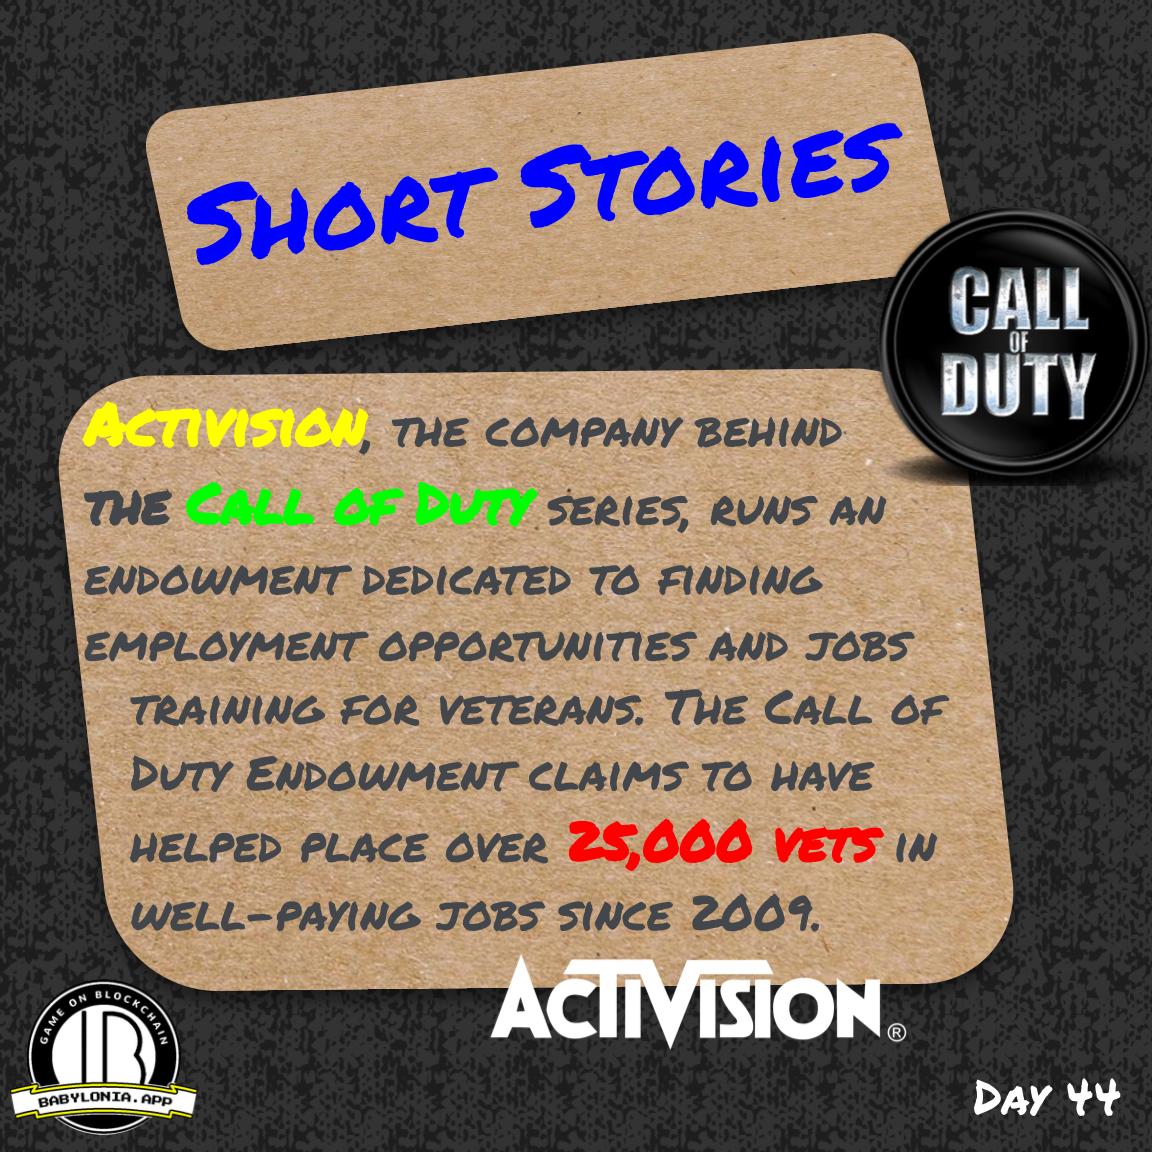 Short Stories
CALL
OF
DUTY
Activision, the company behind
the Call of Duty series, runs an
endowment dedicated to finding
employment opportunities and jobs
training for veterans. The Call of
Duty Endowment claims to have
helped place over 25,000 vets in
well-paying jobs since 2009.
ACTIVISION®
GAME ON BLOCKCHAIN
B
BABYLONIA.APP
Day 44